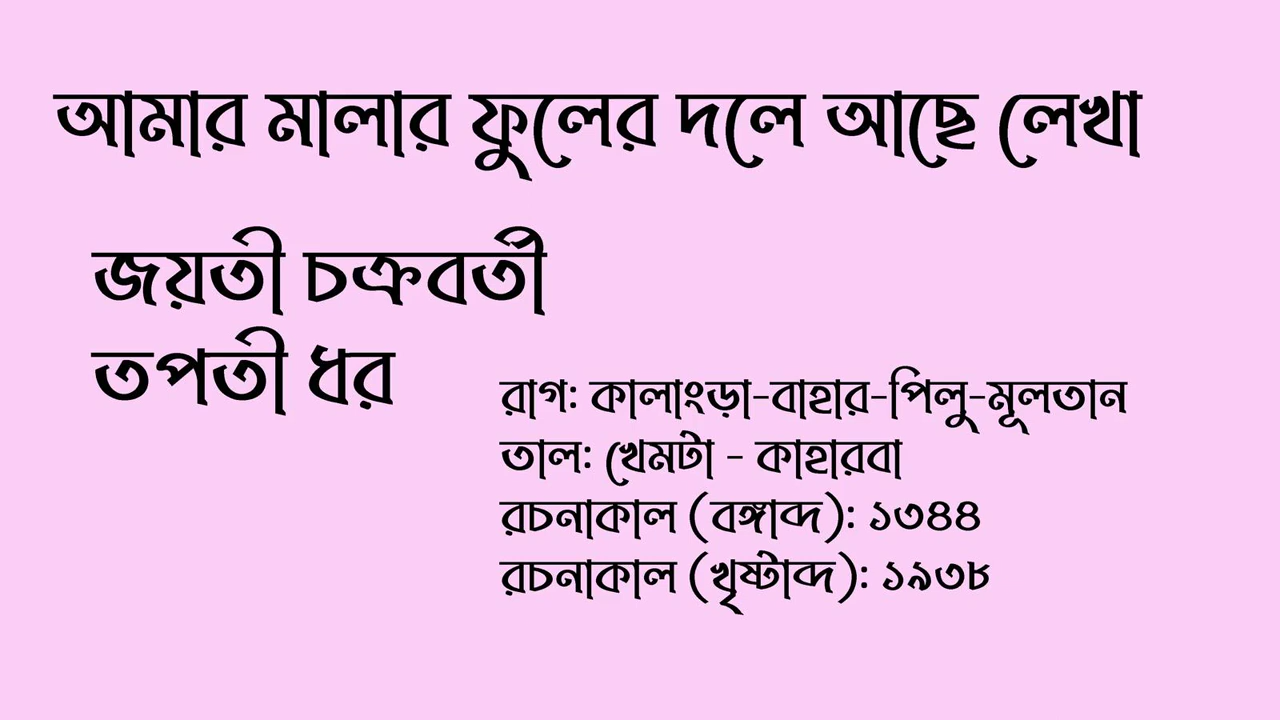 আমার মালার ফুলের দলে আছে লেখা
জয়তী চক্রবর্তী
তপতী ধর
রাগ: কালাংড়া-বাহার-পিলু-মূলতান
তাল: খেমটা - কাহারবা
রচনাকাল (বঙ্গাব্দ): ১৩৪৪
রচনাকাল (খৃষ্টাব্দ): ১৯৩৮